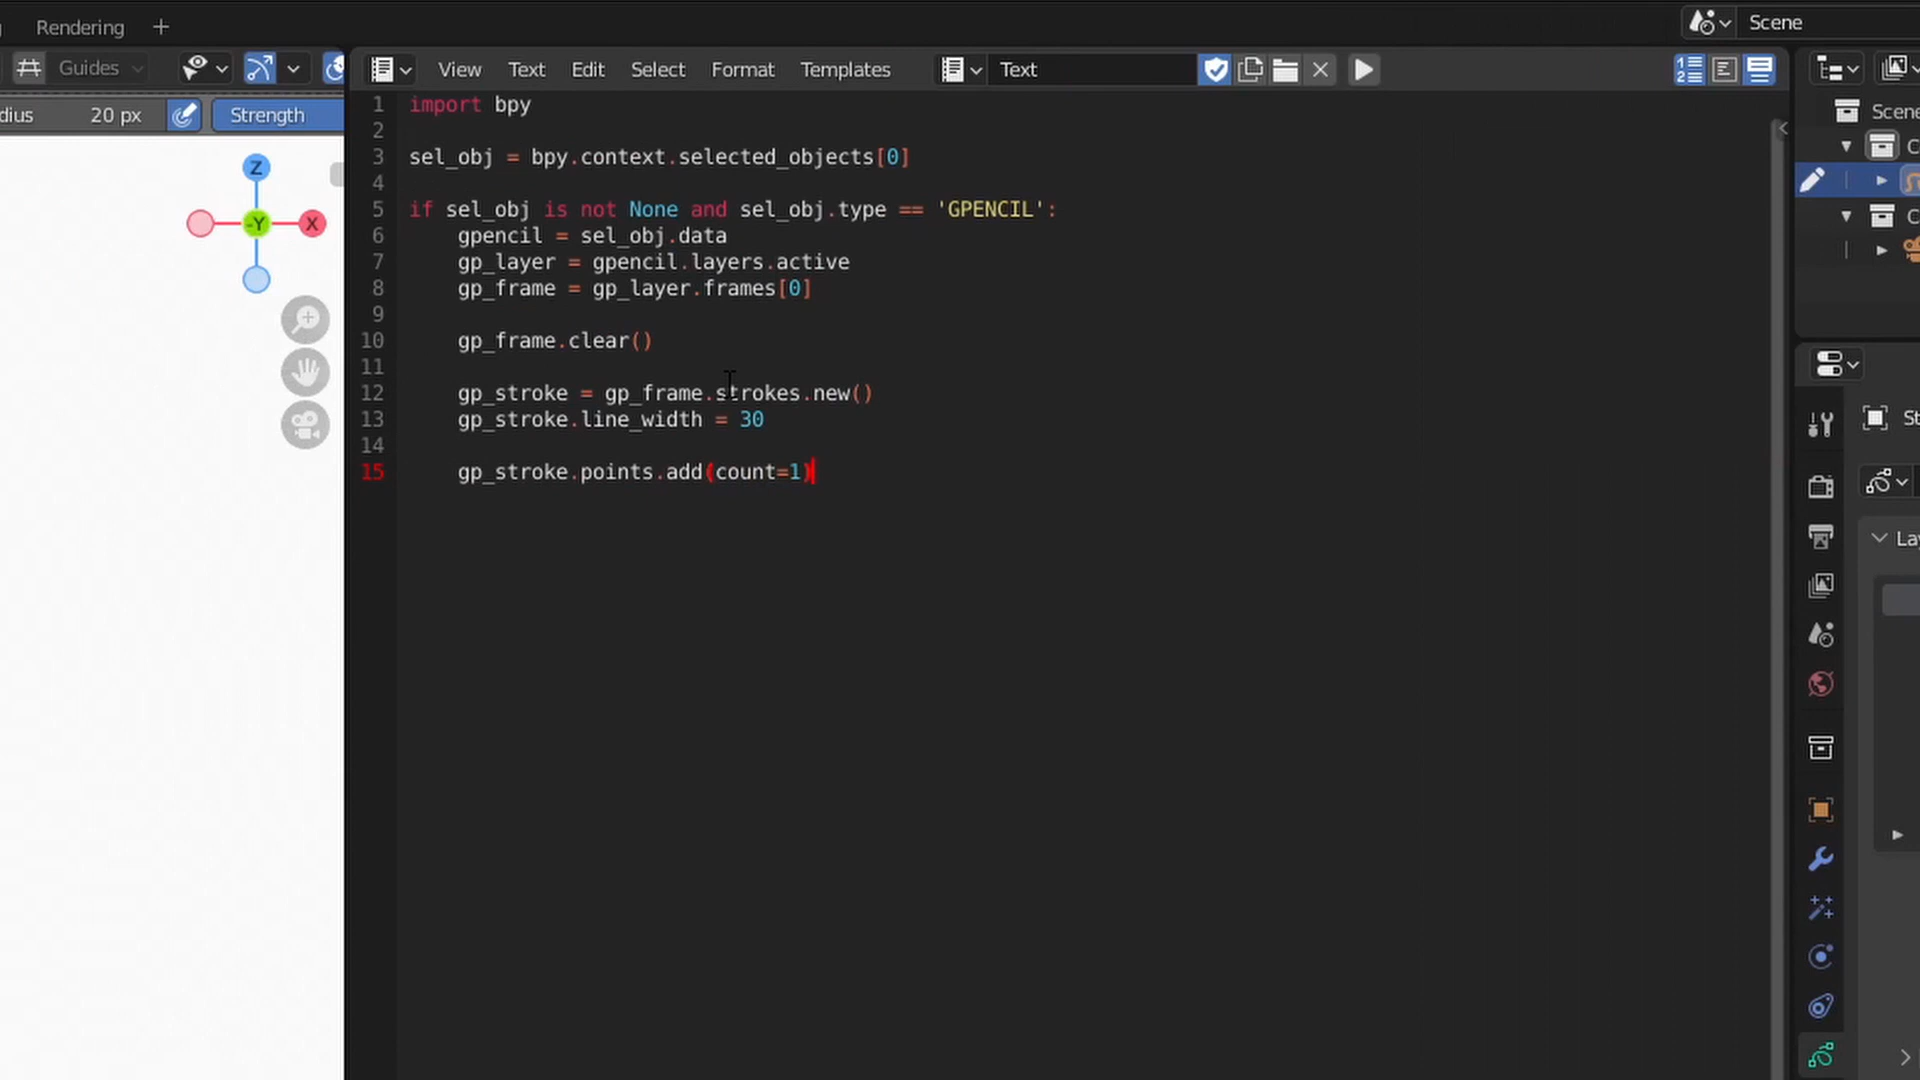 Rendering +
Scene
Guides
View Text Edit Select Format Templates
Text
20 px
Strength
Z
-Y
X
1 import bpy
2
3 sel_obj = bpy.context.selected_objects[0]
4
5 if sel_obj is not None and sel_obj.type == 'GPENCIL':
6 gpencil = sel_obj.data
7 gp_layer = gpencil.layers.active
8 gp_frame = gp_layer.frames[0]
9
10 gp_frame.clear()
11
12 gp_stroke = gp_frame.strokes.new()
13 gp_stroke.line_width = 30
14
15 gp_stroke.points.add(count=1)